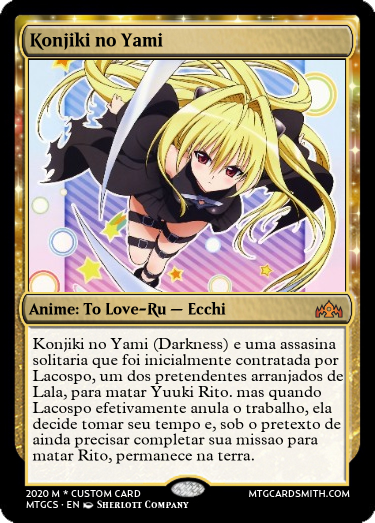 Konjiki no Yami
Anime: To Love-Ru — Ecchi
Konjiki no Yami (Darkness) e uma assasina
solitaria que foi inicialmente contratada por
Lacospo, um dos pretendentes arranjados de
Lala, para matar Yuuki Rito. mas quando
Lacospo efetivamente anula o trabalho, ela
decide tomar seu tempo e, sob o pretexto de
ainda precisar completar sua missao para
matar Rito, permanece na terra.
2020 M * CUSTOM CARD
MTGCARDSMITH.COM
MTGCS · EN Sherlott Company